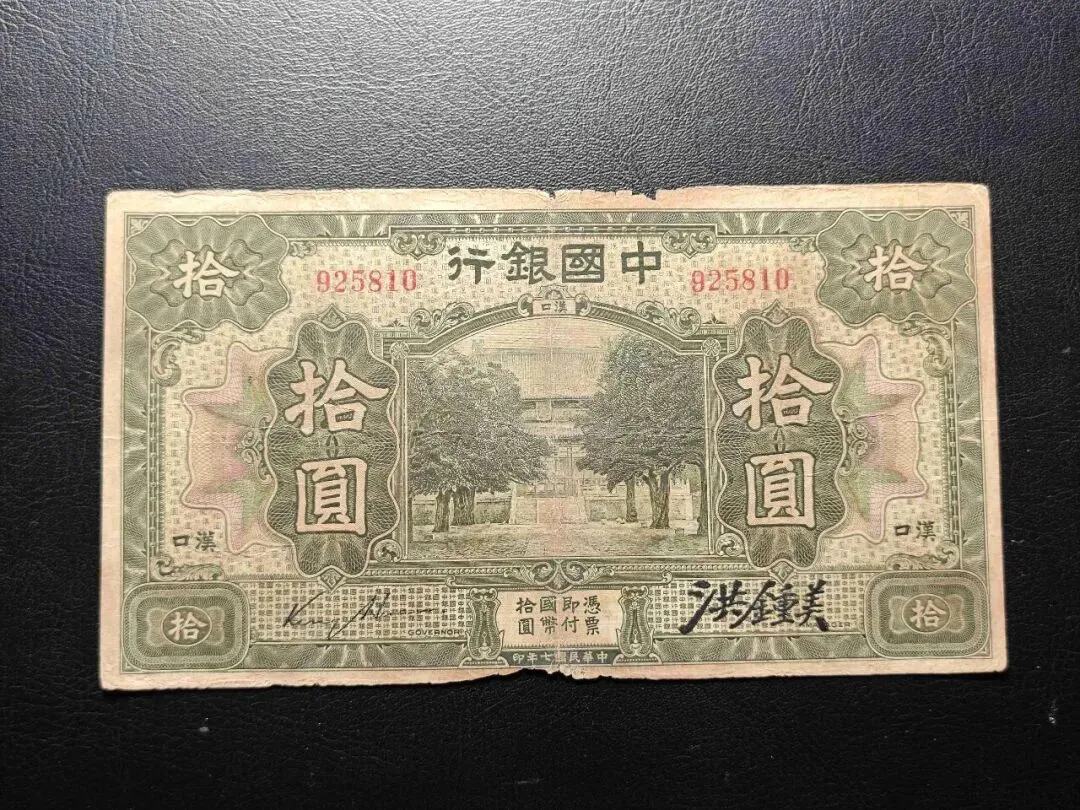 拾
中國銀行
拾
925810
925810
漢口
拾圓
拾圓
漢口
漢口
GOVERNOR
憑票
即付
國幣
拾圓
洪鍾美
拾
拾
中華民國七年印